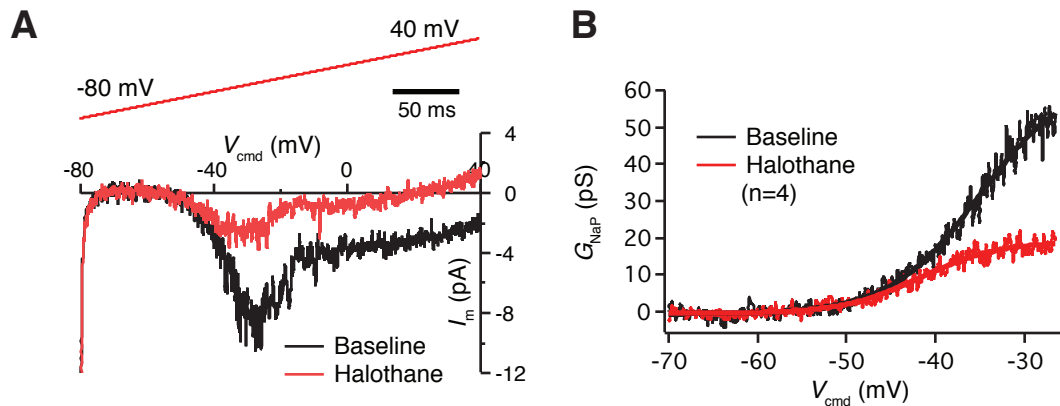 A
-80 mV
40 mV
50 ms
V_cmd (mV)
-80
-40
0
40
4
0
-4
-8
-12
I_m (pA)
Baseline
Halothane
B
60
50
40
30
20
10
0
G_NaP (pS)
Baseline
Halothane
(n=4)
-70
-60
-50
-40
-30
V_cmd (mV)